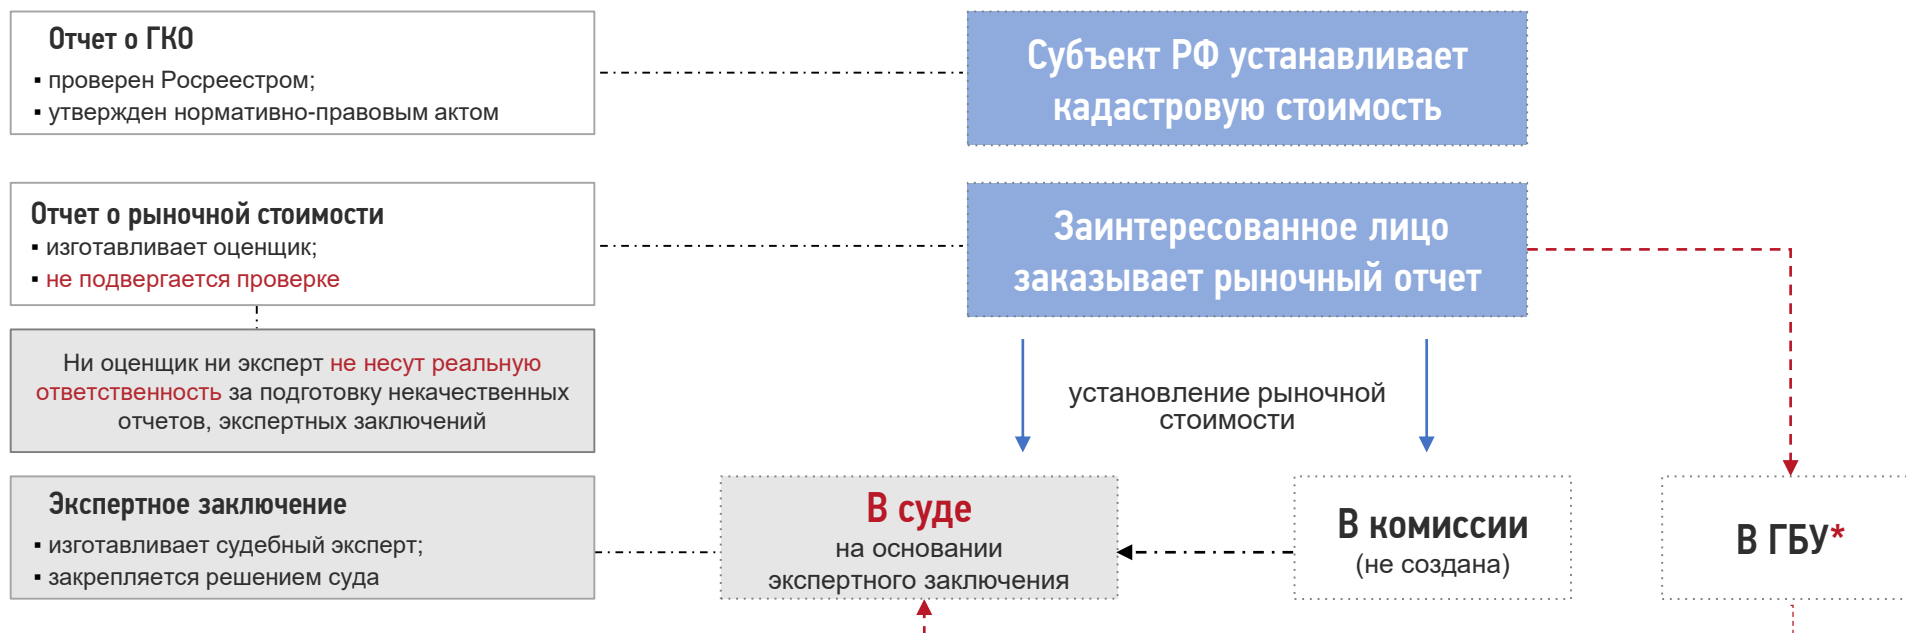 Отчет о ГКО
▪ проверен Росреестром;
▪ утвержден нормативно-правовым актом
Субъект РФ устанавливает
кадастровую стоимость
Отчет о рыночной стоимости
▪ изготавливает оценщик;
▪ не подвергается проверке
Заинтересованное лицо
заказывает рыночный отчет
Ни оценщик ни эксперт не несут реальную
ответственность за подготовку некачественных
отчетов, экспертных заключений
установление рыночной
стоимости
Экспертное заключение
▪ изготавливает судебный эксперт;
▪ закрепляется решением суда
В суде
на основании
экспертного заключения
В комиссии
(не создана)
В ГБУ*